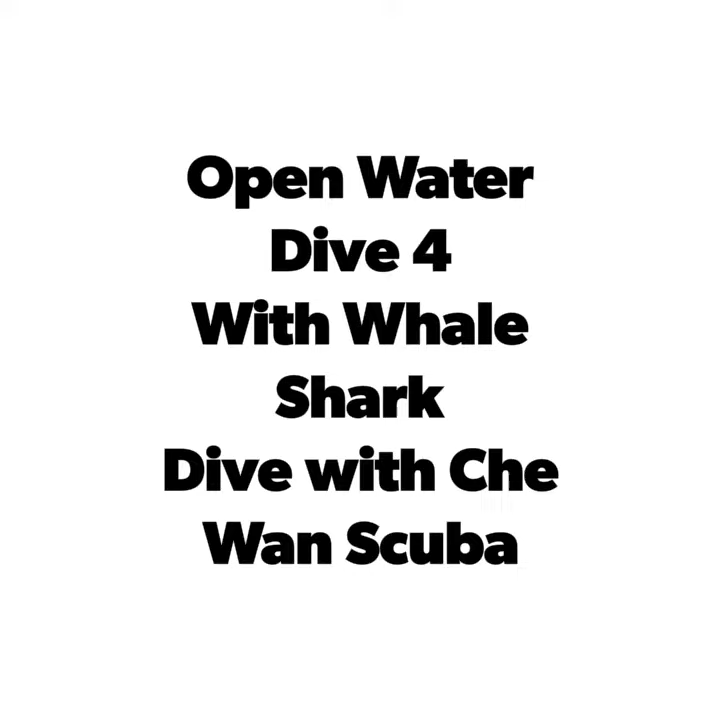 Open Water
Dive 4
With Whale
Shark
Dive with Che
Wan Scuba